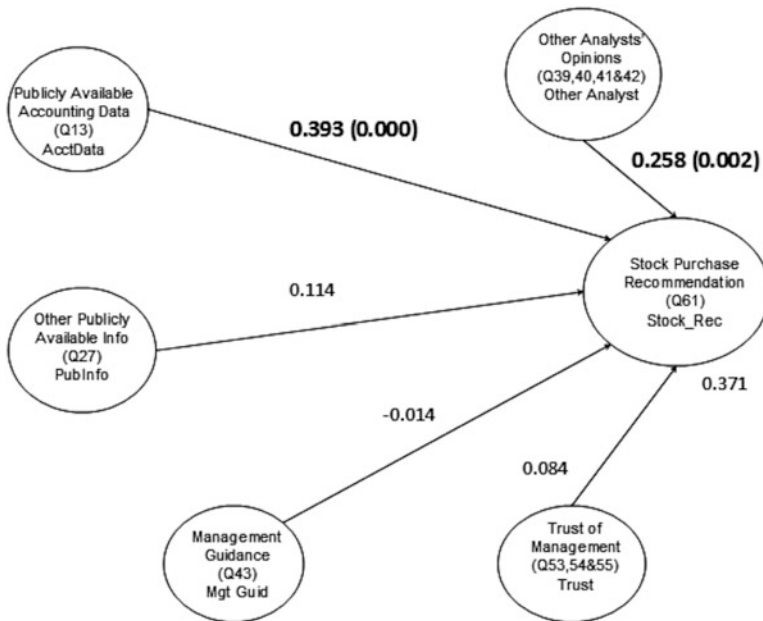 Other Analysts'
Opinions
(Q39,40,41&42)
Other Analyst
Publicly Available
Accounting Data
(Q13)
AcctData
0.393 (0.000)
0.258 (0.002)
Stock Purchase
Recommendation
(Q61)
Stock_Rec
0.114
Other Publicly
Available Info
(Q27)
PubInfo
0.371
-0.014
0.084
Management
Guidance
(Q43)
Mgt Guid
Trust of
Management
(Q53,54&55)
Trust